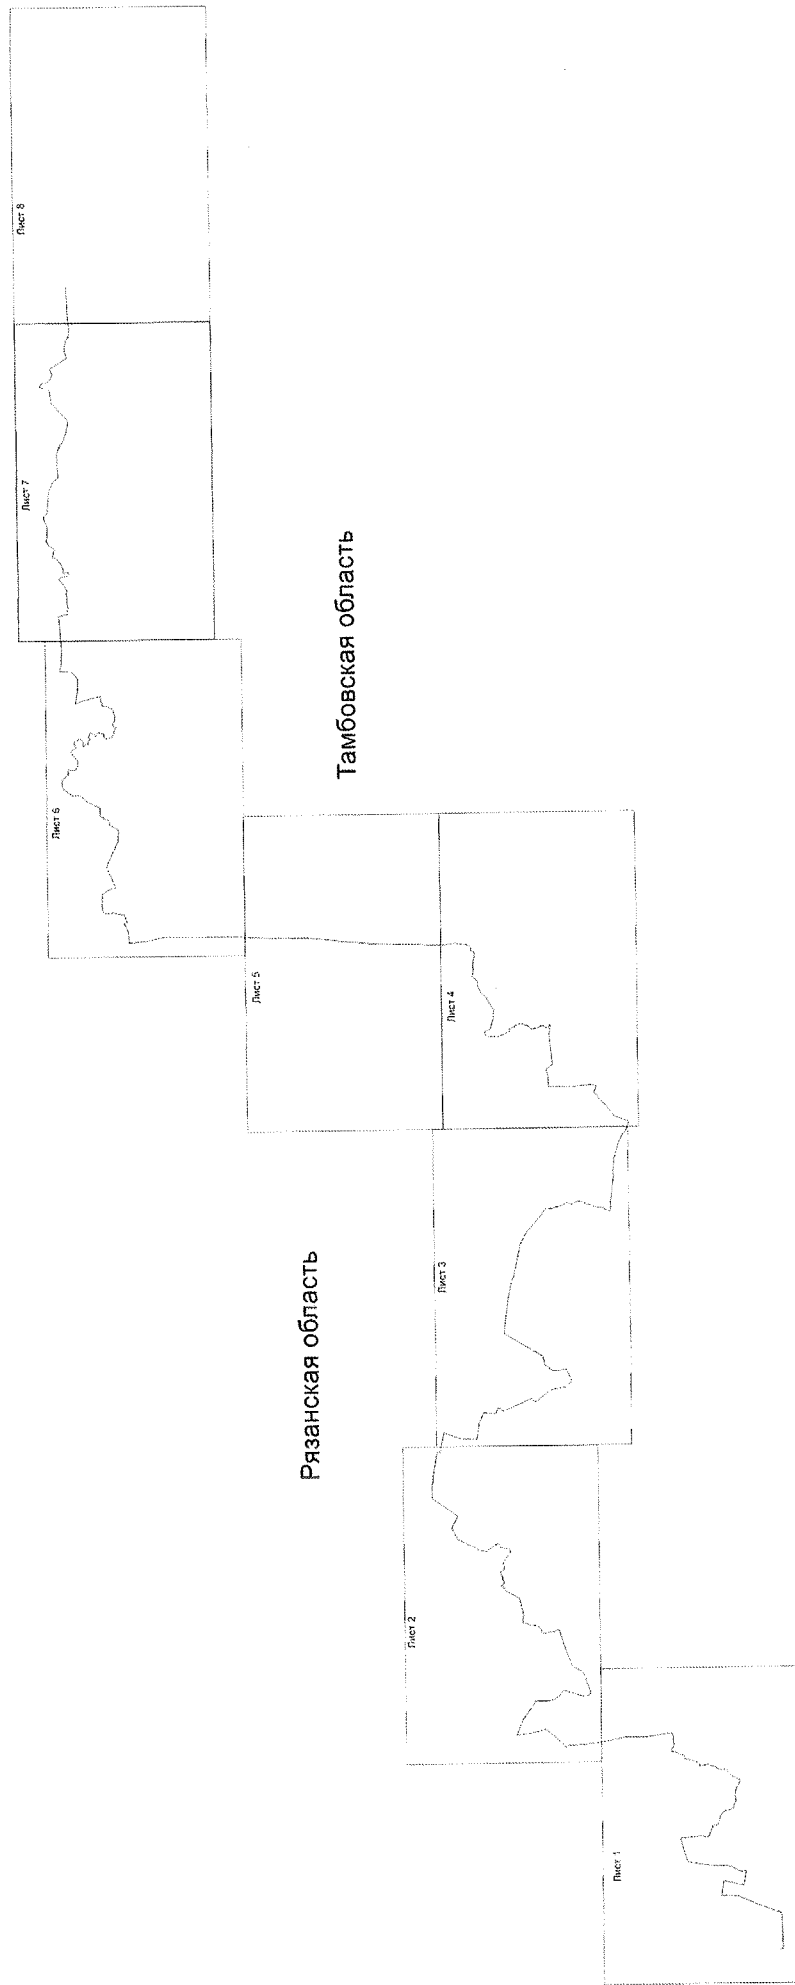 Лист 8
Лист 7
Лист 6
Тамбовская область
Лист 5
Лист 4
Рязанская область
Лист 3
Лист 2
Лист 1